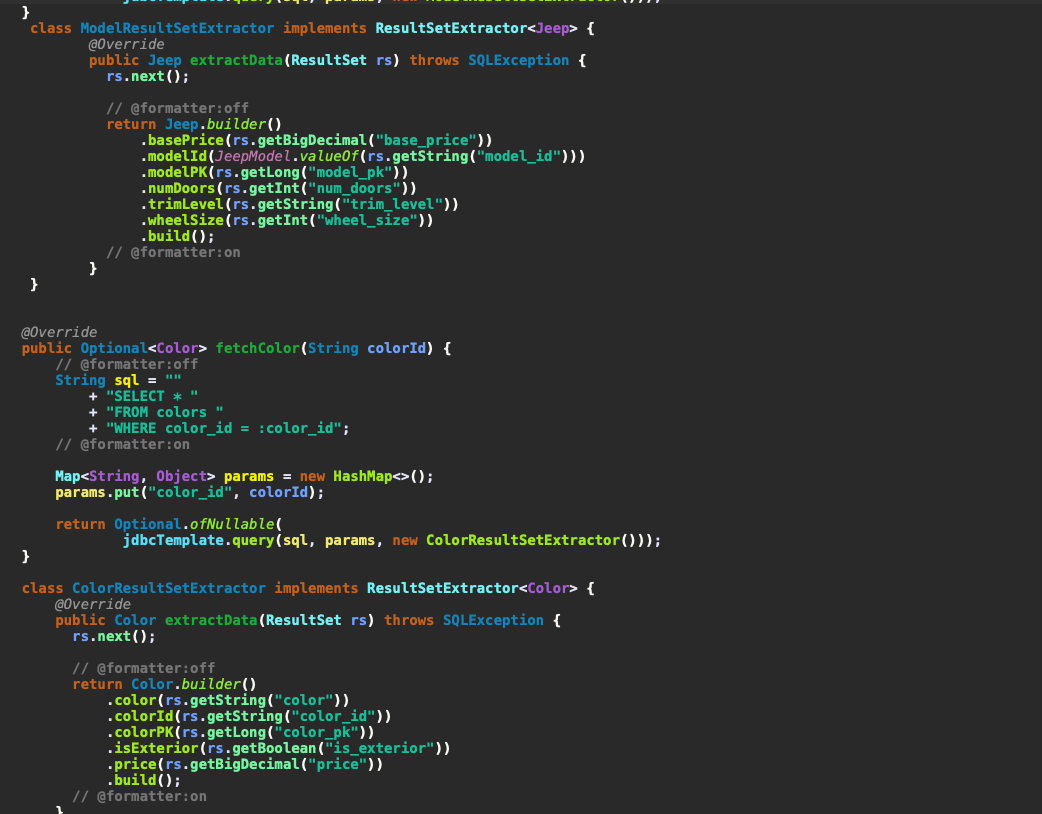 }
class ModelResultSetExtractor implements ResultSetExtractor<Jeep> {
@Override
public Jeep extractData(ResultSet rs) throws SQLException {
rs.next();
// @formatter:off
return Jeep.builder()
.basePrice(rs.getBigDecimal("base_price"))
.modelId(JeepModel.valueOf(rs.getString("model_id")))
.modelPK(rs.getLong("model_pk"))
.numDoors(rs.getInt("num_doors"))
.trimLevel(rs.getString("trim_level"))
.wheelSize(rs.getInt("wheel_size"))
.build();
// @formatter:on
}
}
@Override
public Optional<Color> fetchColor(String colorId) {
// @formatter:off
String sql = ""
+ "SELECT * "
+ "FROM colors "
+ "WHERE color_id = :color_id";
// @formatter:on
Map<String, Object> params = new HashMap<>();
params.put("color_id", colorId);
return Optional.ofNullable(
jdbcTemplate.query(sql, params, new ColorResultSetExtractor()));
}
class ColorResultSetExtractor implements ResultSetExtractor<Color> {
@Override
public Color extractData(ResultSet rs) throws SQLException {
rs.next();
// @formatter:off
return Color.builder()
.color(rs.getString("color"))
.colorId(rs.getString("color_id"))
.colorPK(rs.getLong("color_pk"))
.isExterior(rs.getBoolean("is_exterior"))
.price(rs.getBigDecimal("price"))
.build();
// @formatter:on
}